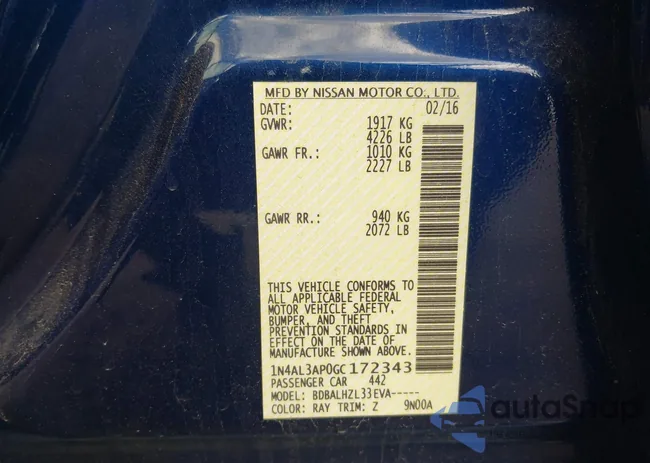 MFD BY NISSAN MOTOR CO., LTD.
DATE: 02/16
GVWR: 1917 KG
4226 LB
GAWR FR.: 1010 KG
2227 LB
GAWR RR.: 940 KG
2072 LB
THIS VEHICLE CONFORMS TO
ALL APPLICABLE FEDERAL
MOTOR VEHICLE SAFETY,
BUMPER, AND THEFT
PREVENTION STANDARDS IN
EFFECT ON THE DATE OF
MANUFACTURE SHOWN ABOVE.
1N4AL3AP0GC172343
PASSENGER CAR 442
MODEL: BDBALHZL33EVA-----
COLOR: RAY TRIM: Z 9N00A
autoSnap